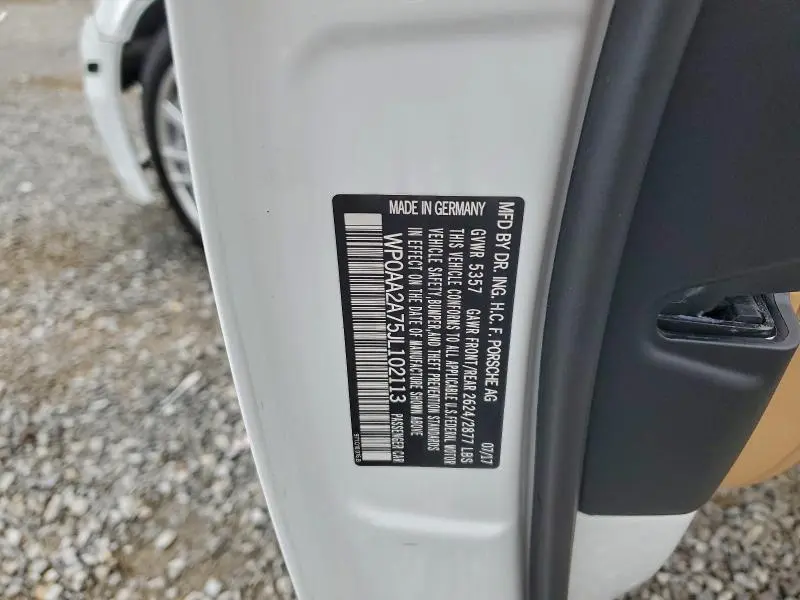 MFD BY DR. ING. H.C. F. PORSCHE AG
07/17
GVWR 5357 GAWR FRONT/REAR 2624/2877 LBS
THIS VEHICLE CONFORMS TO ALL APPLICABLE U.S.FEDERAL MOTOR
VEHICLE SAFETY,BUMPER,AND THEFT PREVENTION STANDARDS
IN EFFECT ON THE DATE OF MANUFACTURE SHOWN ABOVE
WP0AA2A75JL102113 PASSENGER CAR
MADE IN GERMANY